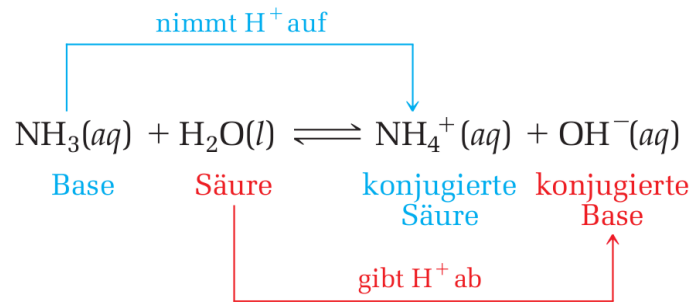 nimmt H⁺ auf
NH₃(aq) + H₂O(l) ⇌ NH₄⁺(aq) + OH⁻(aq)
Base Säure konjugierte Säure konjugierte Base
gibt H⁺ ab